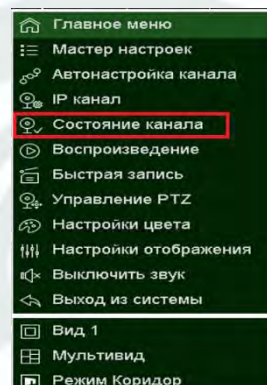 Главное меню
Мастер настроек
Автонастройка канала
IP канал
Состояние канала
Воспроизведение
Быстрая запись
Управление PTZ
Настройки цвета
Настройки отображения
Выключить звук
Выход из системы
Вид 1
Мультивид
Режим Коридор